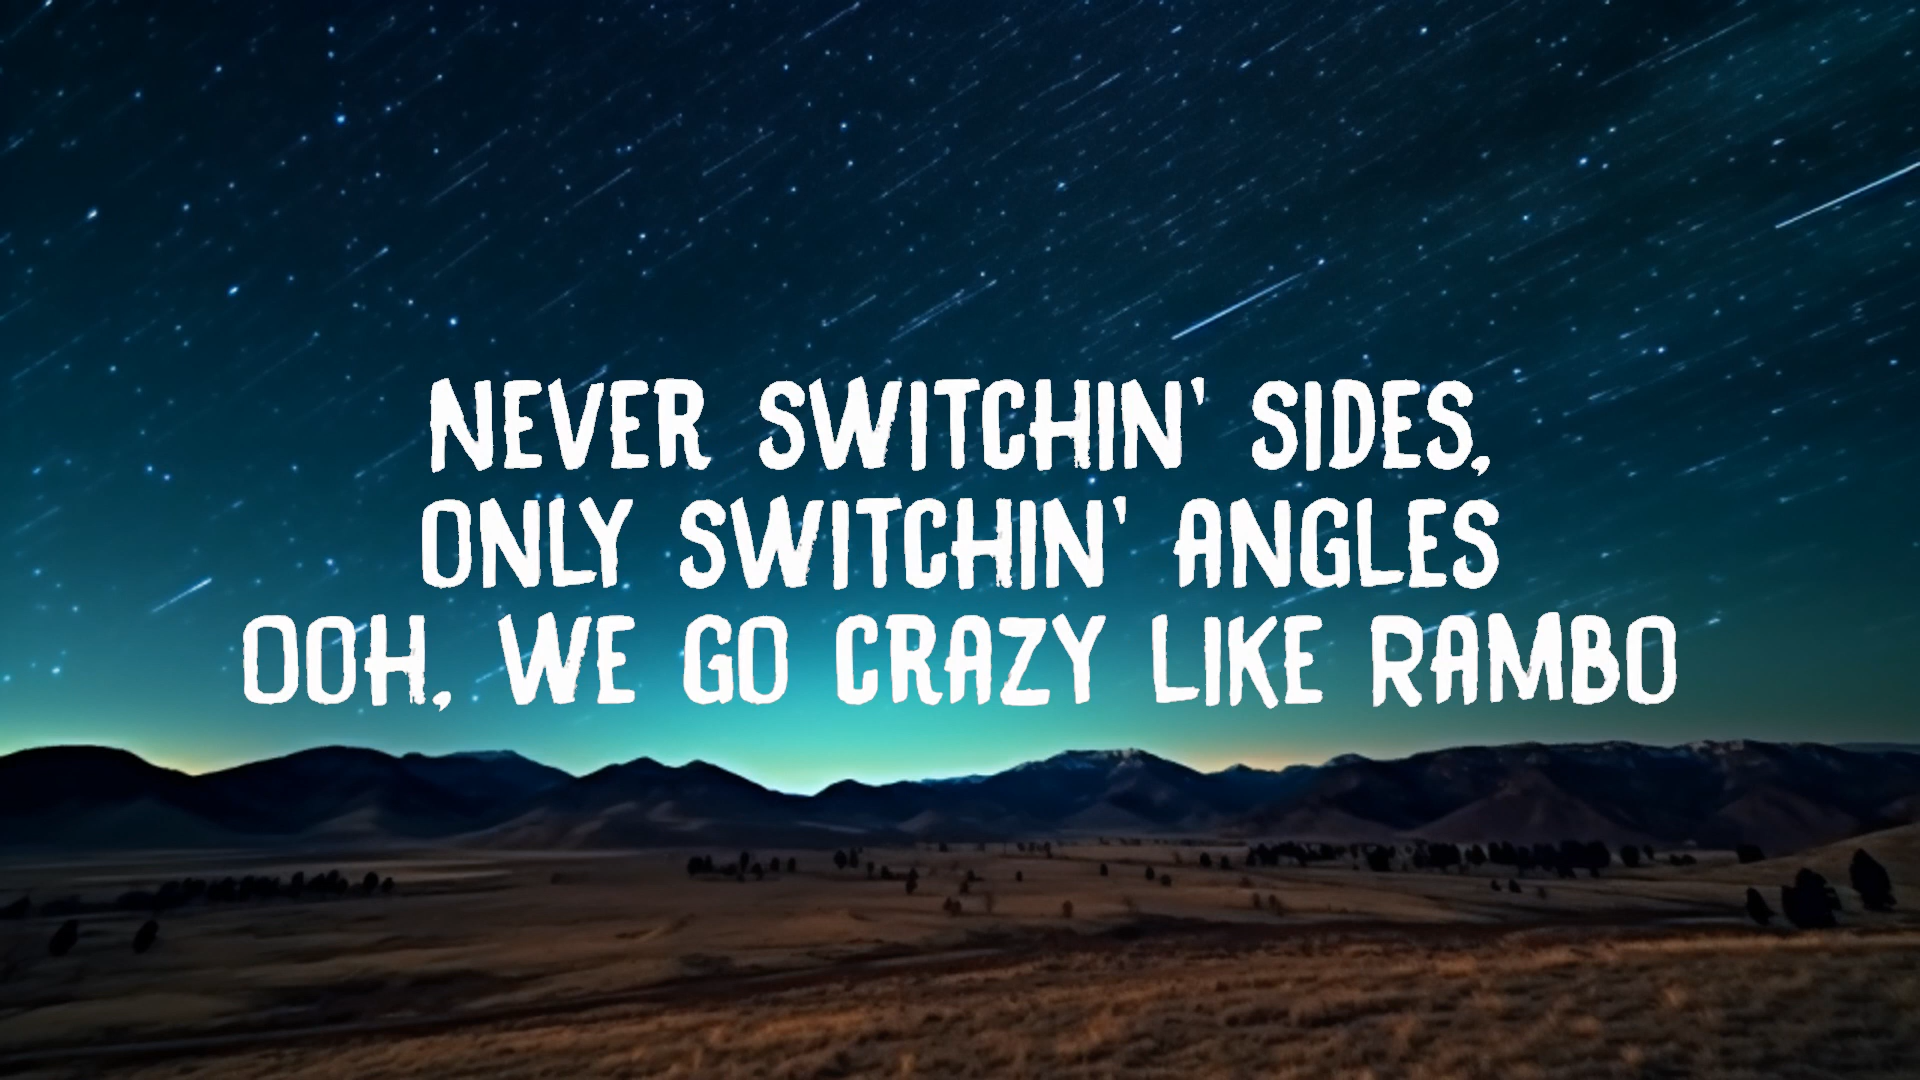 NEVER SWITCHIN' SIDES,
ONLY SWITCHIN' ANGLES
OOH, WE GO CRAZY LIKE RAMBO